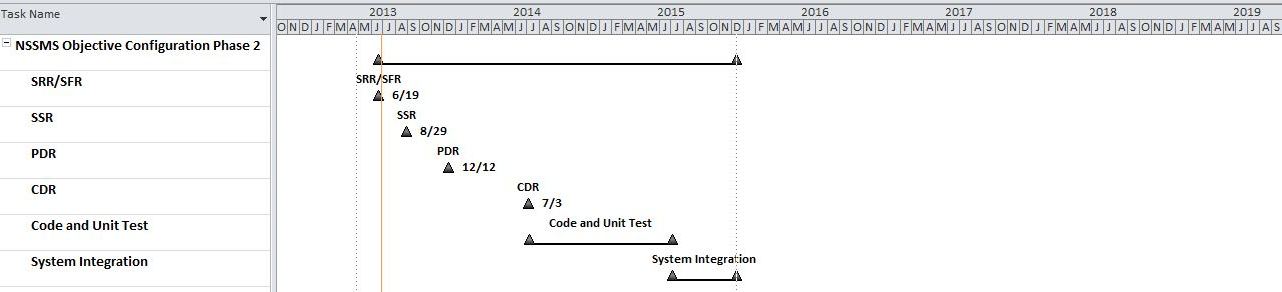 Task Name
2013 2014 2015 2016 2017 2018 2019
O N D J F M A M J J A S O N D J F M A M J J A S O N D J F M A M J J A S O N D J F M A M J J A S O N D J F M A M J J A S O N D J F M A M J J A S O N D J F M A M J J A S
NSSMS Objective Configuration Phase 2
SRR/SFR
SRR/SFR
6/19
SSR
SSR
8/29
PDR
PDR
12/12
CDR
CDR
7/3
Code and Unit Test
Code and Unit Test
System Integration
System Integration